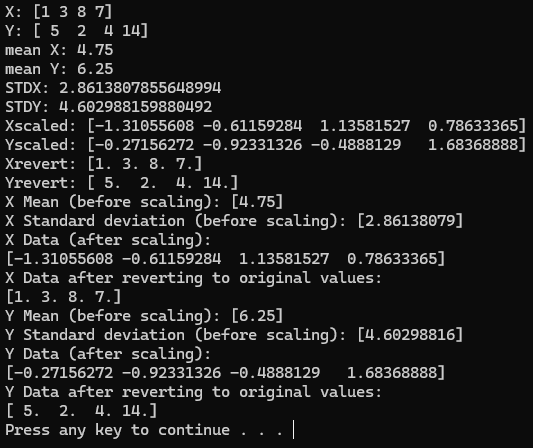 X: [1 3 8 7]
Y: [ 5  2  4 14]
mean X: 4.75
mean Y: 6.25
STDX: 2.8613807855648994
STDY: 4.602988159880492
Xscaled: [-1.31055608 -0.61159284  1.13581527  0.78633365]
Yscaled: [-0.27156272 -0.92331326 -0.4888129   1.68368888]
Xrevert: [1. 3. 8. 7.]
Yrevert: [ 5.  2.  4. 14.]
X Mean (before scaling): [4.75]
X Standard deviation (before scaling): [2.86138079]
X Data (after scaling):
[-1.31055608 -0.61159284  1.13581527  0.78633365]
X Data after reverting to original values:
[1. 3. 8. 7.]
Y Mean (before scaling): [6.25]
Y Standard deviation (before scaling): [4.60298816]
Y Data (after scaling):
[-0.27156272 -0.92331326 -0.4888129   1.68368888]
Y Data after reverting to original values:
[ 5.  2.  4. 14.]
Press any key to continue . . .